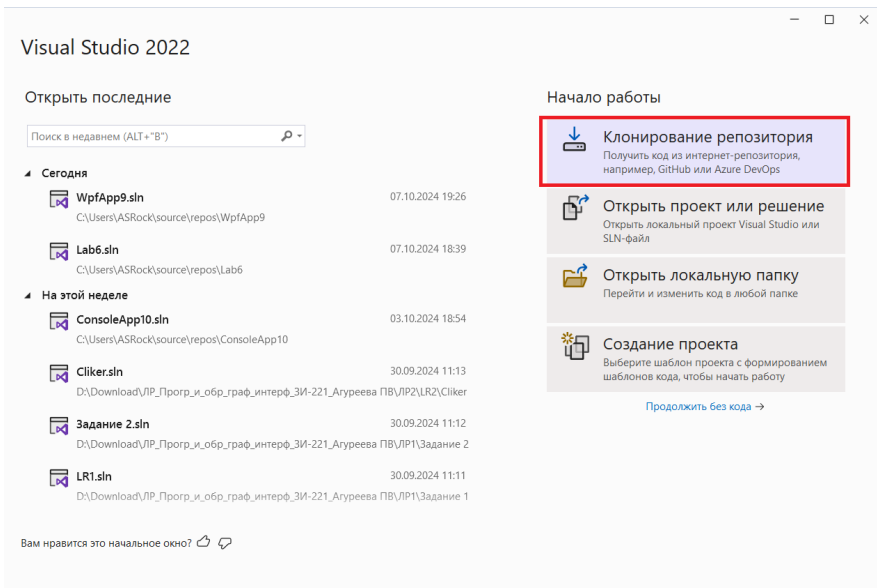 Visual Studio 2022
Открыть последние
Поиск в недавнем (ALT+"В")
Сегодня
WpfApp9.sln
07.10.2024 19:26
C:\Users\ASRock\source\repos\WpfApp9
Lab6.sln
07.10.2024 18:39
C:\Users\ASRock\source\repos\Lab6
На этой неделе
ConsoleApp10.sln
03.10.2024 18:54
C:\Users\ASRock\source\repos\ConsoleApp10
Cliker.sln
30.09.2024 11:13
D:\Download\ЛР_Прогр_и_обр_граф_интерф_ЗИ-221_Агуреева ПВ\ЛР2\LR2\Cliker
Задание 2.sln
30.09.2024 11:12
D:\Download\ЛР_Прогр_и_обр_граф_интерф_ЗИ-221_Агуреева ПВ\ЛР1\Задание 2
LR1.sln
30.09.2024 11:11
D:\Download\ЛР_Прогр_и_обр_граф_интерф_ЗИ-221_Агуреева ПВ\ЛР1\Задание 1
Вам нравится это начальное окно?
Начало работы
Клонирование репозитория
Получить код из интернет-репозитория,
например, GitHub или Azure DevOps
Открыть проект или решение
Открыть локальный проект Visual Studio или
SLN-файл
Открыть локальную папку
Перейти и изменить код в любой папке
Создание проекта
Выберите шаблон проекта с формированием
шаблонов кода, чтобы начать работу
Продолжить без кода →